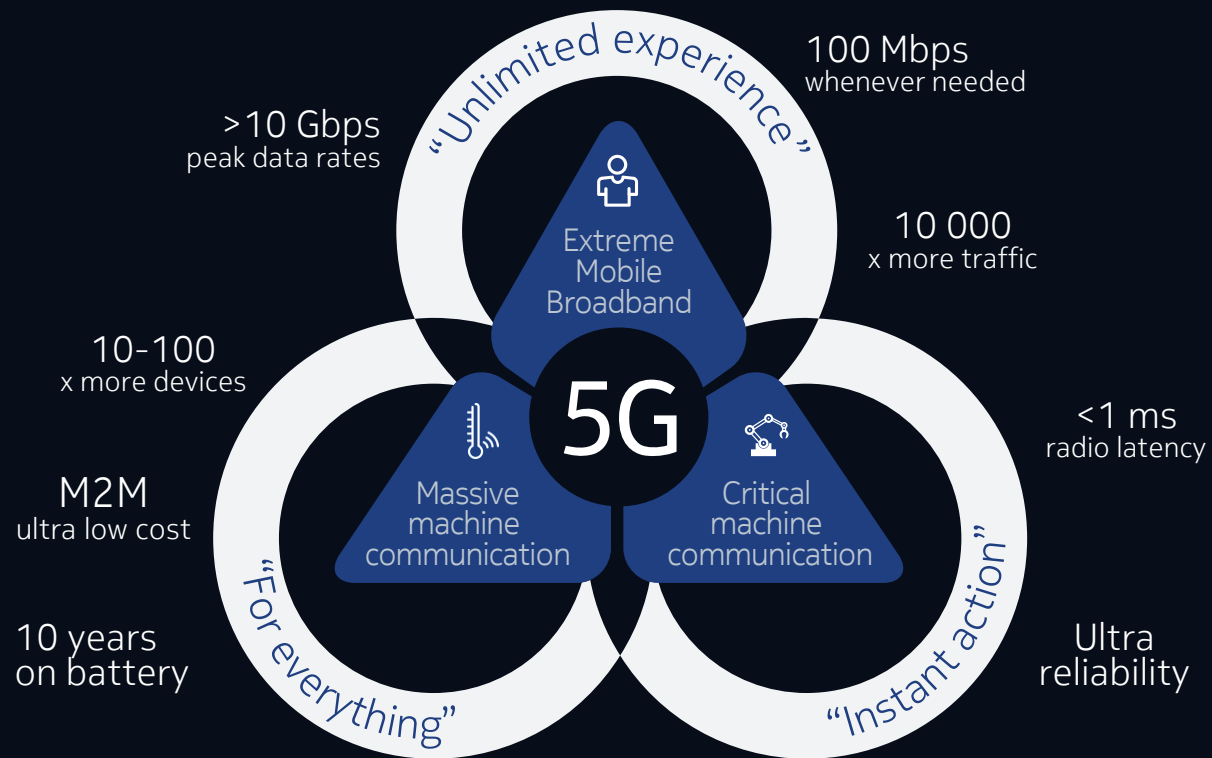 “Unlimited experience”
100 Mbps
whenever needed
>10 Gbps
peak data rates
10 000
x more traffic
Extreme
Mobile
Broadband
5G
10-100
x more devices
M2M
ultra low cost
10 years
on battery
Massive
machine
communication
“For everything”
Critical
machine
communication
<1 ms
radio latency
Ultra
reliability
“Instant action”